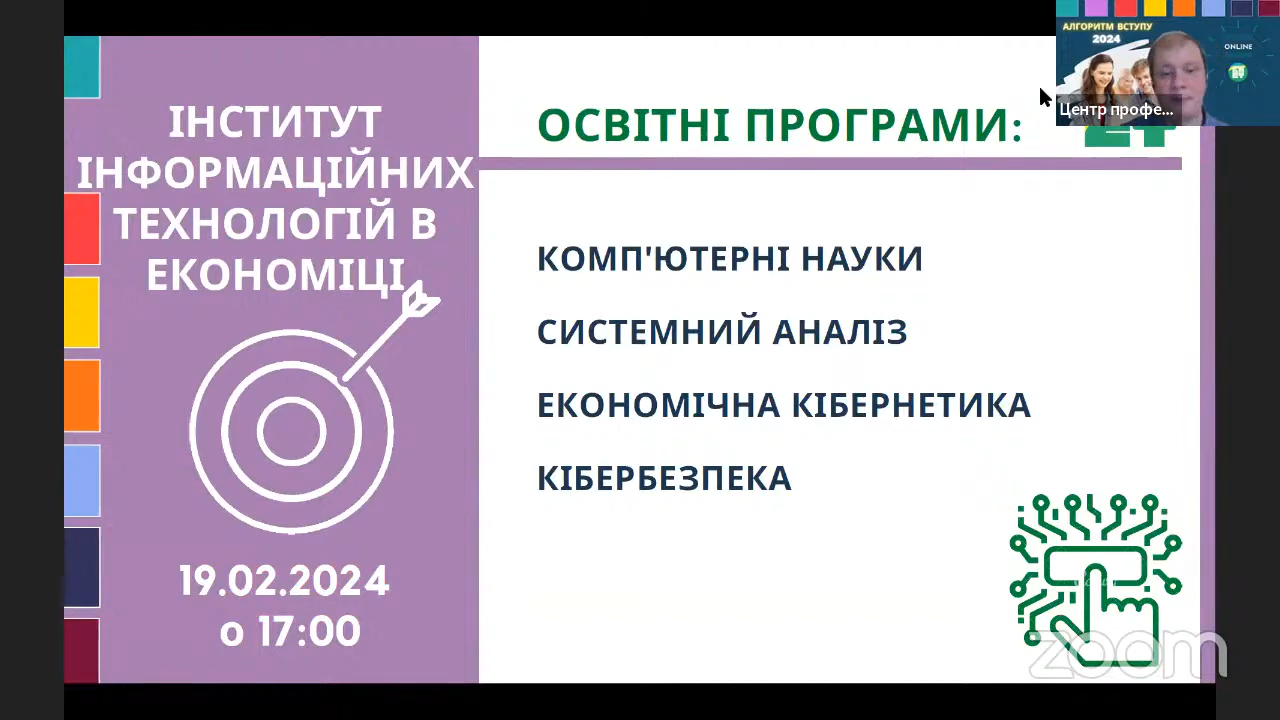 ІНСТИТУТ
ІНФОРМАЦІЙНИХ
ТЕХНОЛОГІЙ В
ЕКОНОМІЦІ
19.02.2024
о 17:00
ОСВІТНІ ПРОГРАМИ:
КОМП'ЮТЕРНІ НАУКИ
СИСТЕМНИЙ АНАЛІЗ
ЕКОНОМІЧНА КІБЕРНЕТИКА
КІБЕРБЕЗПЕКА
АЛГОРИТМ ВСТУПУ
2024
ONLINE
Центр профе...
zoom